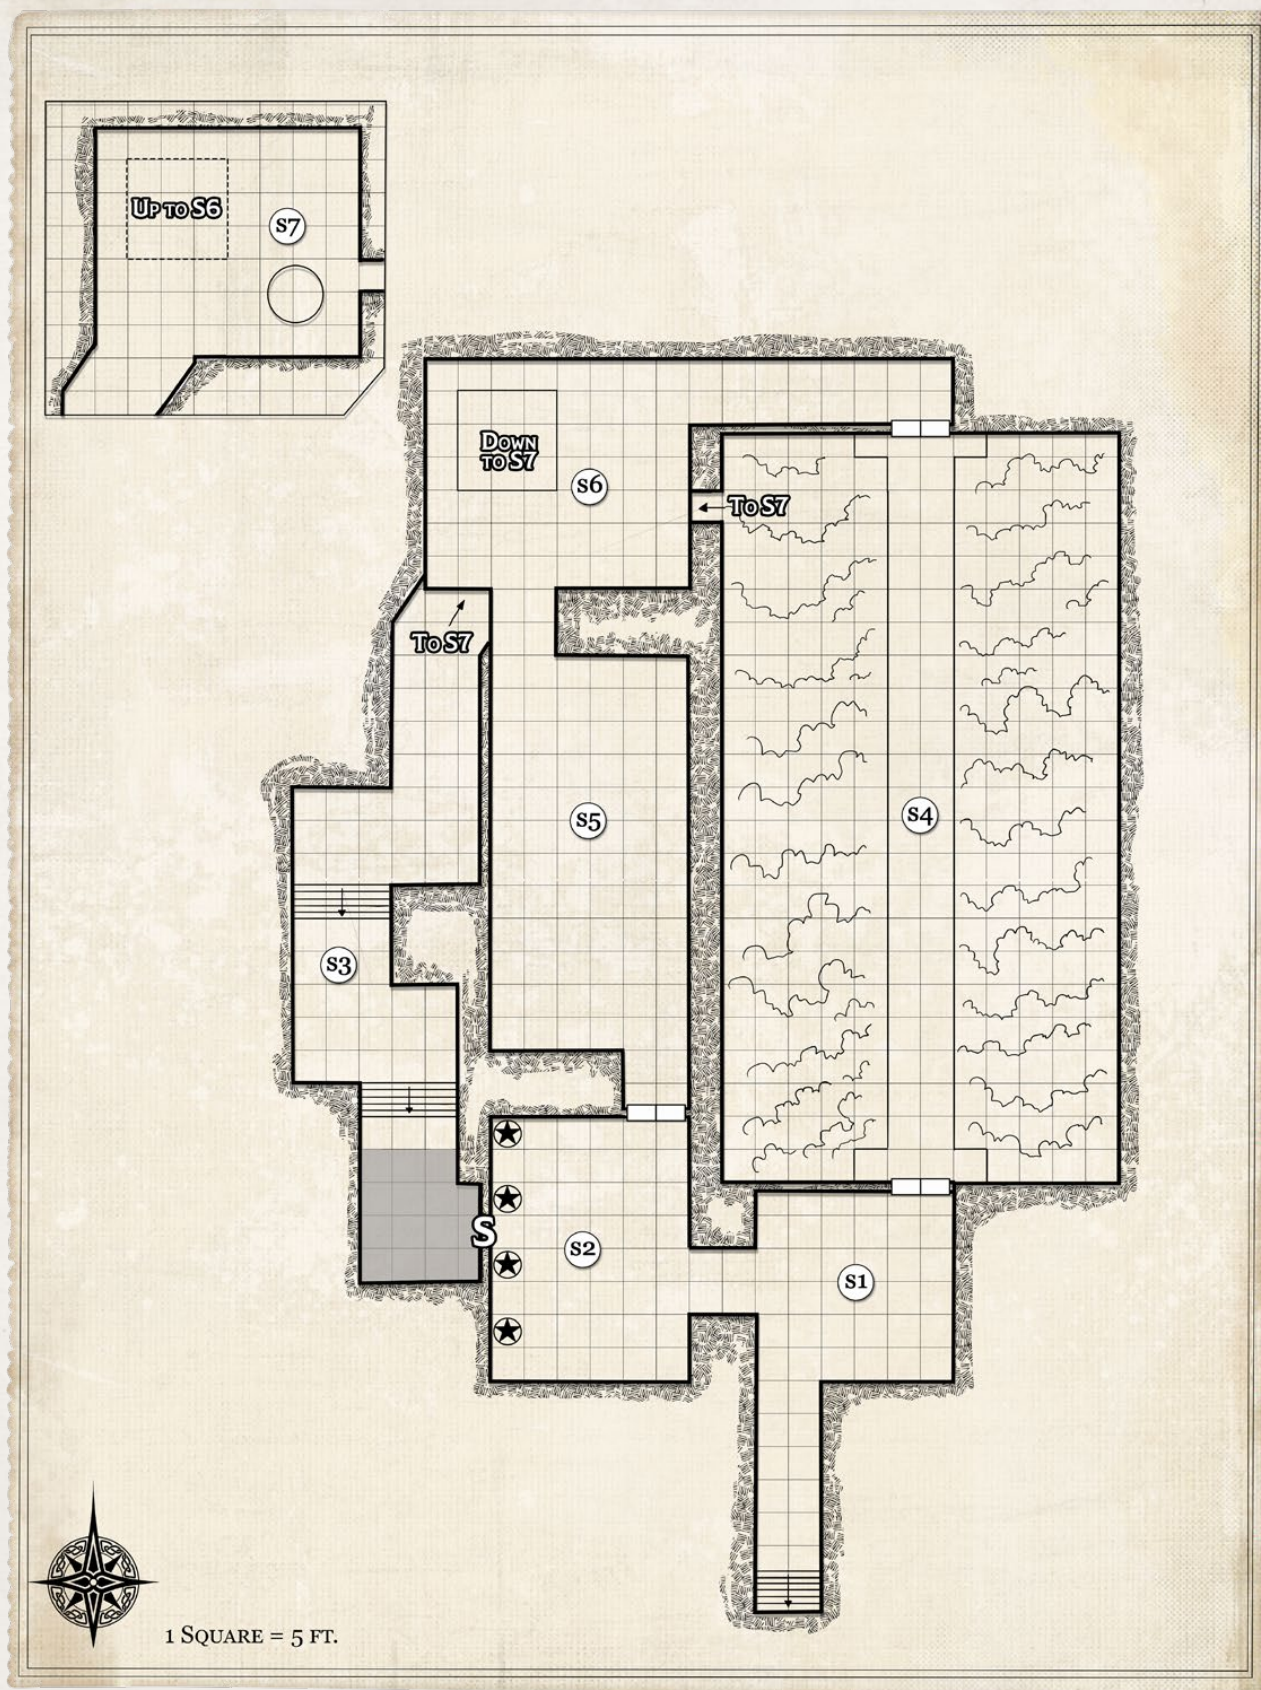 Up to S6
S7
Down
to S7
S6
To S7
To S7
S5
S4
S3
S
S2
S1
1 Square = 5 ft.